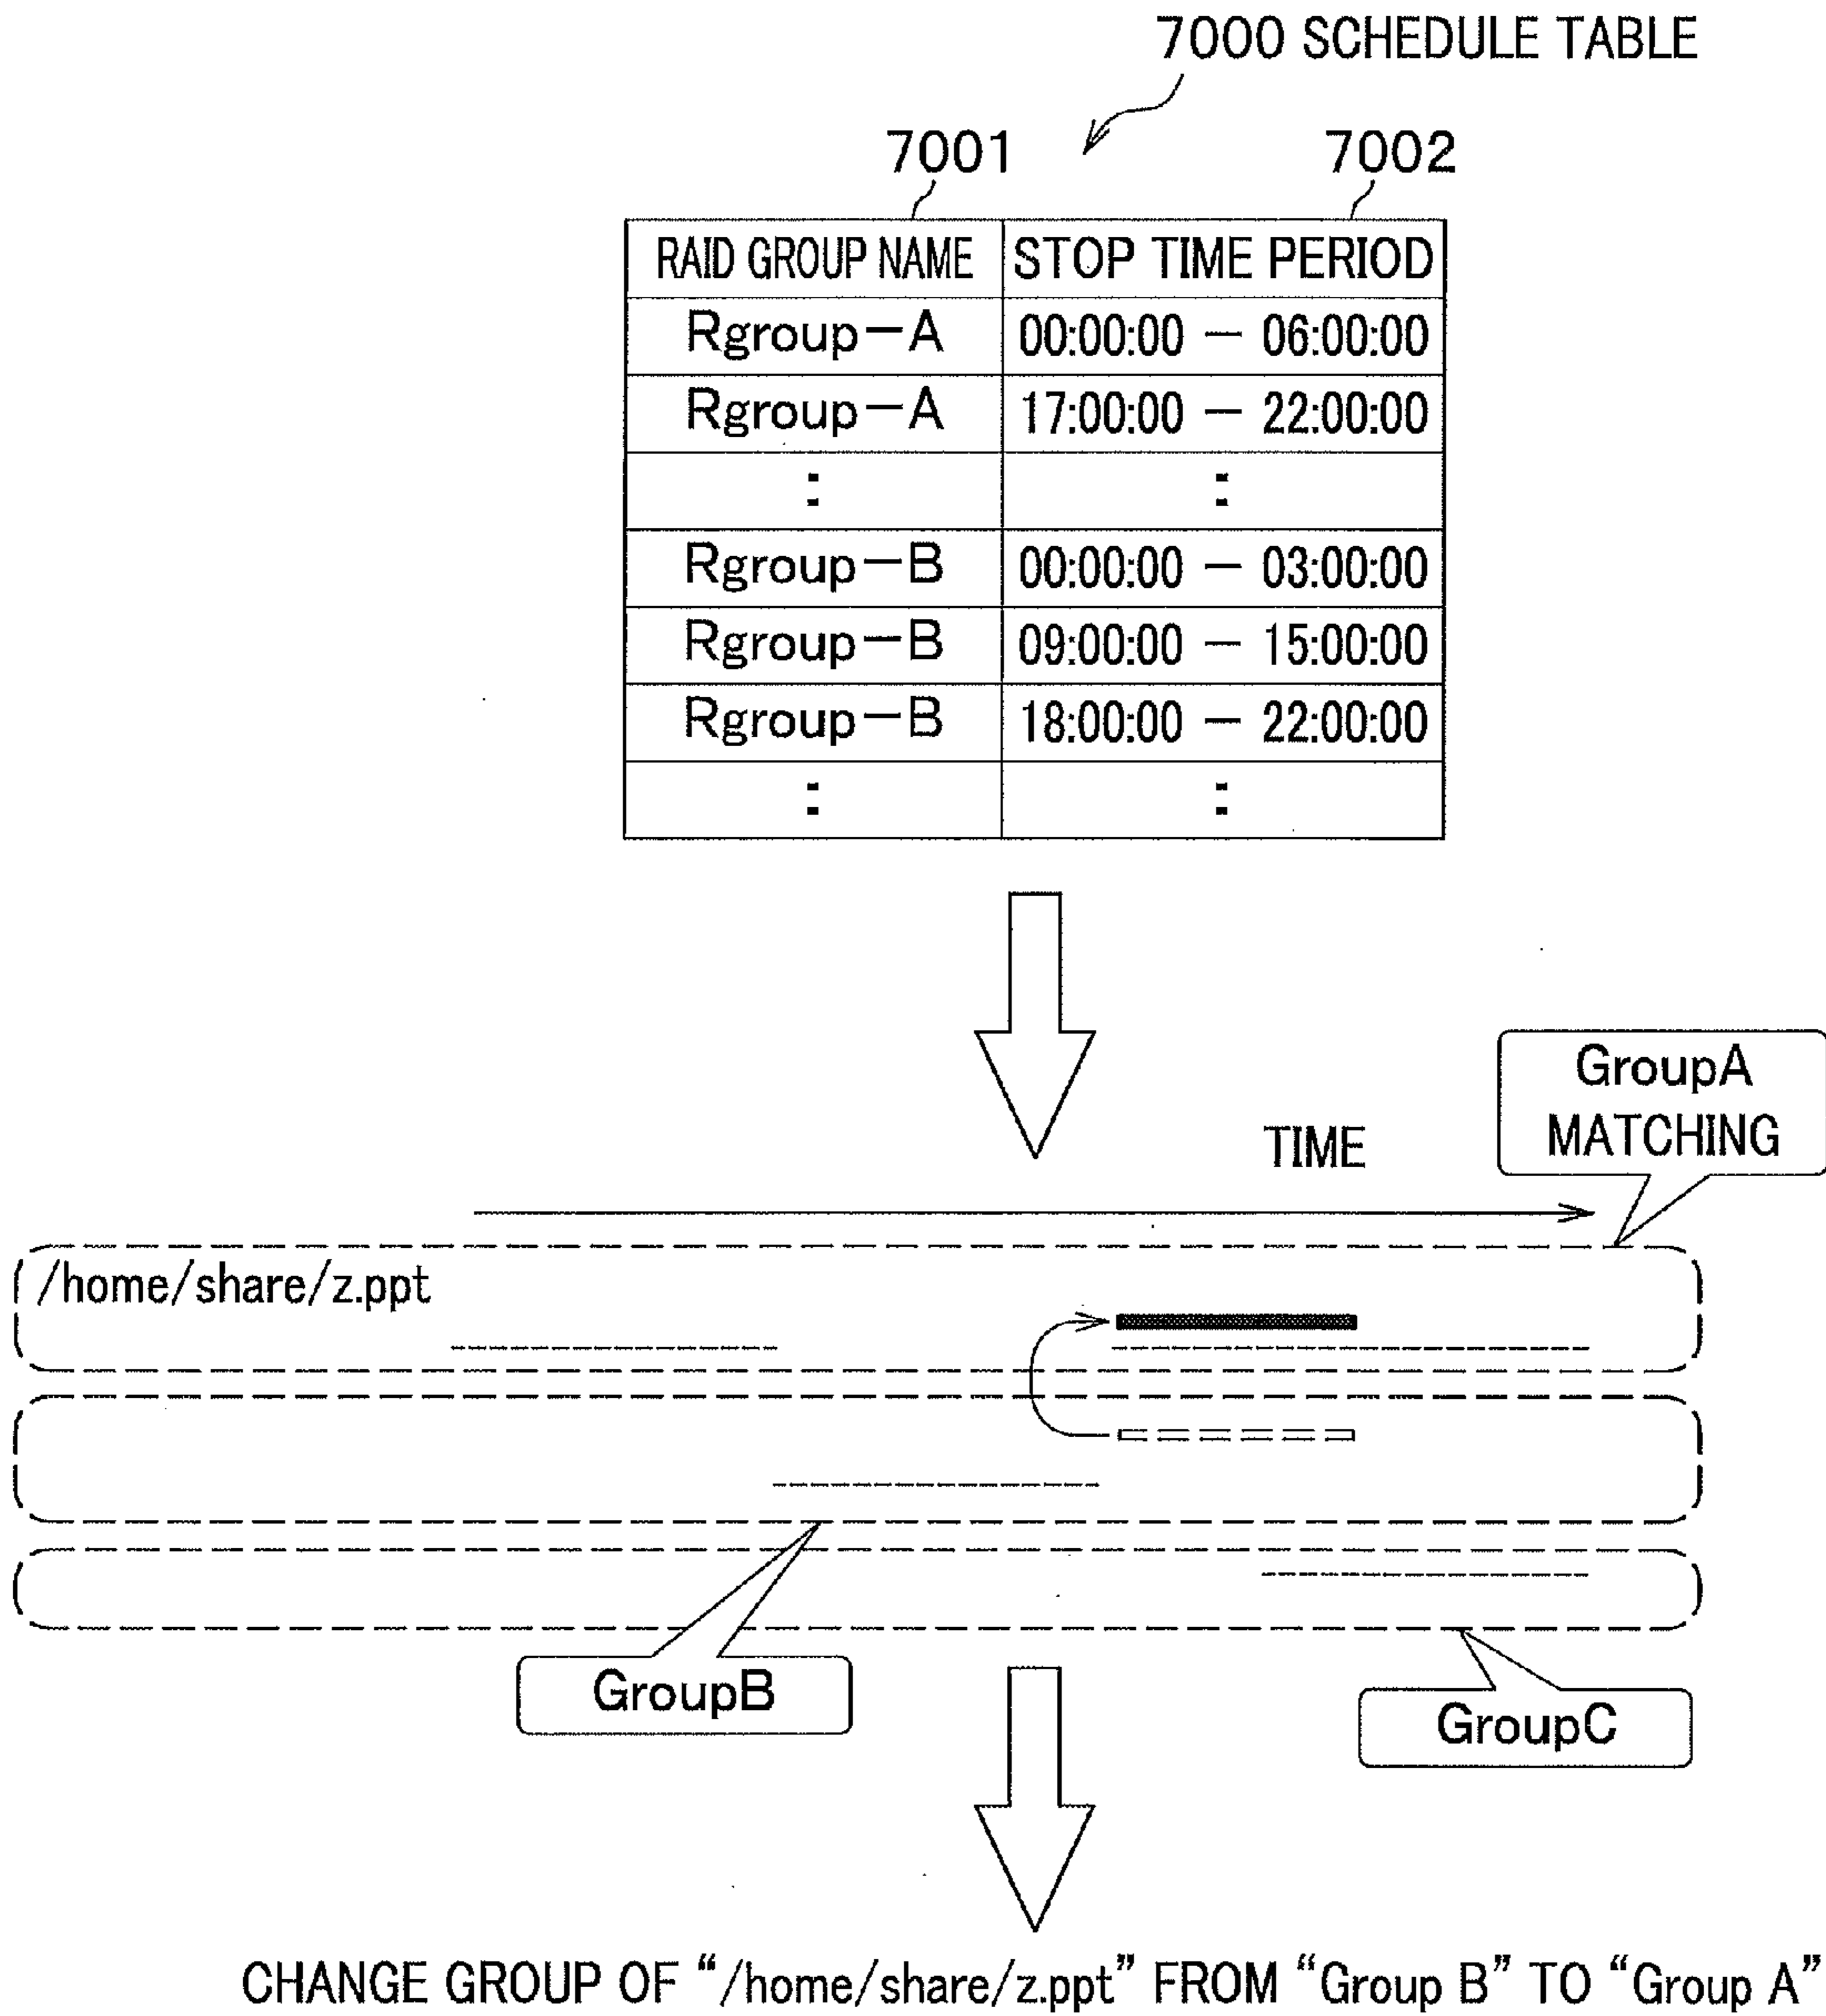 7000 SCHEDULE TABLE
7001 7002
RAID GROUP NAME STOP TIME PERIOD
Rgroup-A 00:00:00 - 06:00:00
Rgroup-A 17:00:00 - 22:00:00
: :
Rgroup-B 00:00:00 - 03:00:00
Rgroup-B 09:00:00 - 15:00:00
Rgroup-B 18:00:00 - 22:00:00
: :
GroupA
MATCHING
TIME
/home/share/z.ppt
GroupB
GroupC
CHANGE GROUP OF “/home/share/z.ppt” FROM “Group B” TO “Group A”